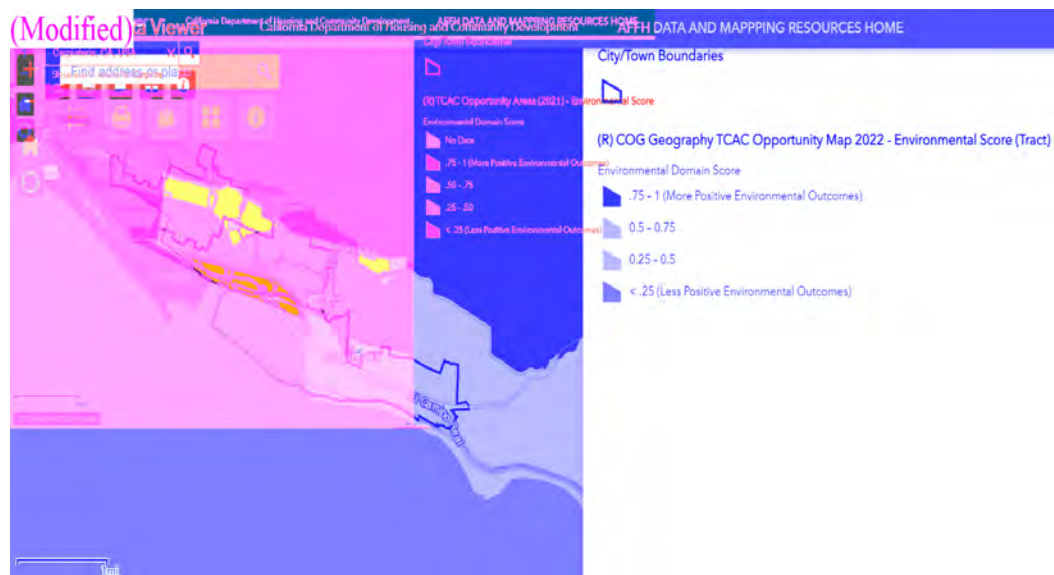 (Modified)
a Viewer
California Department of Housing and Community Development
AFFH DATA AND MAPPPING RESOURCES HOME
California Department of Housing and Community Development
AFFH DATA AND MAPPPING RESOURCES HOME
Find address or pla
City/Town Boundaries
(R) TCAC Opportunity Areas (2021) - Environmental Score
Environmental Domain Score
No Data
.75 - 1 (More Positive Environmental Outcomes)
.50 - .75
.25 - .50
< .25 (Less Positive Environmental Outcomes)
City/Town Boundaries
(R) COG Geography TCAC Opportunity Map 2022 - Environmental Score (Tract)
Environmental Domain Score
.75 – 1 (More Positive Environmental Outcomes)
0.5 – 0.75
0.25 – 0.5
< .25 (Less Positive Environmental Outcomes)
1mi